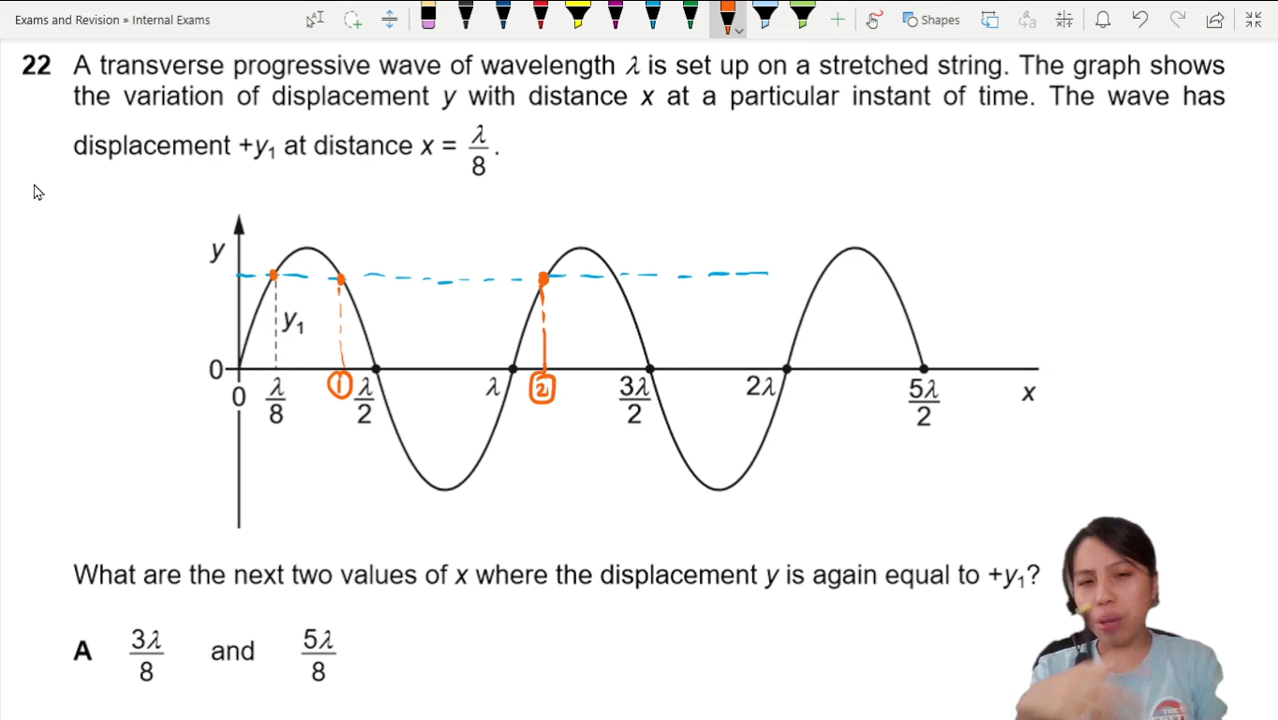 Exams and Revision » Internal Exams
Shapes
22 A transverse progressive wave of wavelength λ is set up on a stretched string. The graph shows
the variation of displacement y with distance x at a particular instant of time. The wave has
displacement +y₁ at distance x = λ/8.
y
y₁
0
0 λ/8 ① λ/2 λ 2 3λ/2 2λ 5λ/2 x
What are the next two values of x where the displacement y is again equal to +y₁?
A 3λ/8 and 5λ/8